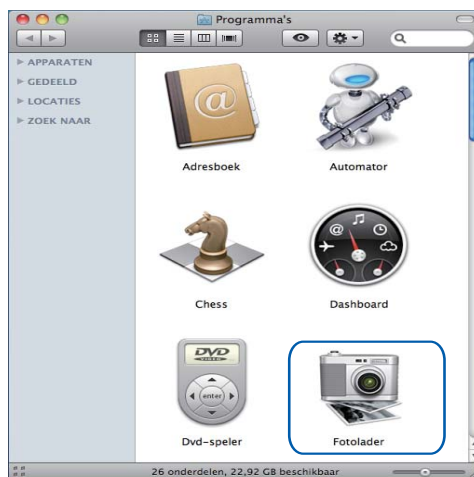 Programma's
APPARATEN
GEDEELD
LOCATIES
ZOEK NAAR
@
Adresboek
Automator
Chess
@
Dashboard
DVD
VIDEO
enter
Dvd-speler
Fotolader
26 onderdelen, 22,92 GB beschikbaar